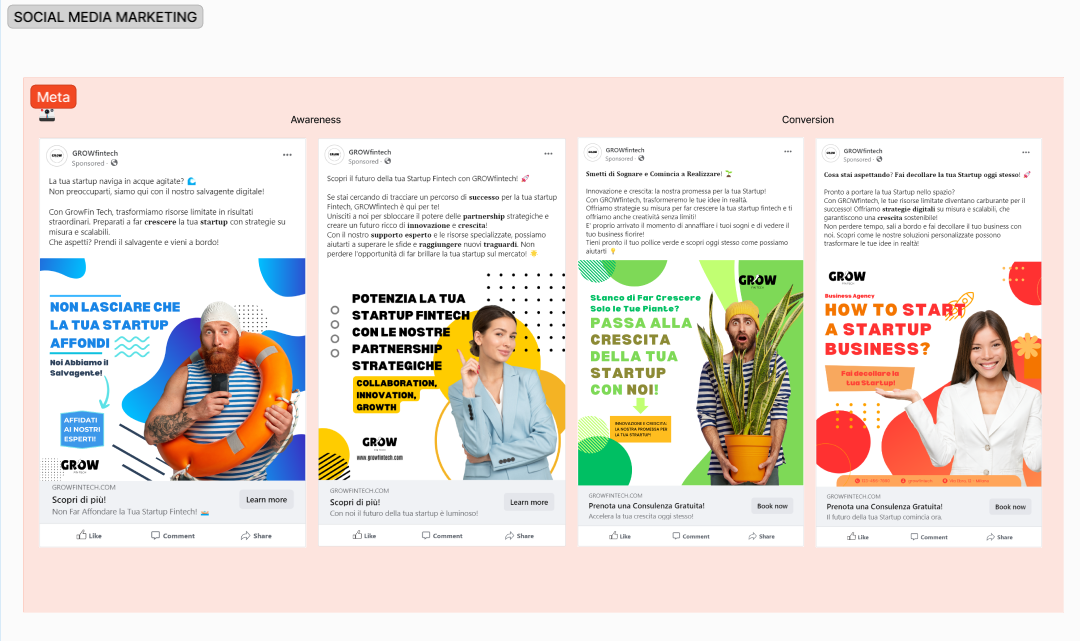 SOCIAL MEDIA MARKETING
Meta
Awareness
Conversion
GROWfintech
Sponsored ·
La tua startup naviga in acque agitate? 🌊
Non preoccuparti, siamo qui con il nostro salvagente digitale!
Con GrowFin Tech, trasformiamo risorse limitate in risultati
straordinari. Preparati a far crescere la tua startup con strategie su
misura e scalabili.
Che aspetti? Prendi il salvagente e vieni a bordo!
NON LASCIARE CHE
LA TUA STARTUP
AFFONDI
Noi Abbiamo il
Salvagente!
AFFIDATI
AI NOSTRI
ESPERTI!
GROW
FINTECH
GROWFINTECH.COM
Scopri di più!
Non Far Affondare la Tua Startup Fintech! 🚤
Learn more
Like
Comment
Share
GROWfintech
Sponsored ·
Scopri il futuro della tua Startup Fintech con GROWfintech! 🚀
Se stai cercando di tracciare un percorso di successo per la tua startup
Fintech, GROWfintech è qui per te!
Unisciti a noi per sbloccare il potere delle partnership strategiche e
creare un futuro ricco di innovazione e crescita!
Con il nostro supporto esperto e le risorse specializzate, possiamo
aiutarti a superare le sfide e raggiungere nuovi traguardi. Non
perdere l'opportunità di far brillare la tua startup sul mercato! 🌟
POTENZIA LA TUA
STARTUP FINTECH
CON LE NOSTRE
PARTNERSHIP
STRATEGICHE
COLLABORATION,
INNOVATION,
GROWTH
GROW
FINTECH
www.growfintech.com
GROWFINTECH.COM
Scopri di più!
Con noi il futuro della tua startup è luminoso!
Learn more
Like
Comment
Share
GROWfintech
Sponsored ·
Smetti di Sognare e Comincia a Realizzare! 🌱
Innovazione e crescita: la nostra promessa per la tua Startup!
Con GROWfintech, trasformeremo le tue idee in realtà.
Offriamo strategie su misura per far crescere la tua startup fintech e ti
offriamo anche creatività senza limiti!
E' proprio arrivato il momento di annaffiare i tuoi sogni e di vedere il
tuo business fiorire!
Tieni pronto il tuo pollice verde e scopri oggi stesso come possiamo
aiutarti 💡
GROW
FINTECH
Stanco di Far Crescere
Solo le Tue Piante?
PASSA ALLA
CRESCITA
DELLA TUA
STARTUP
CON NOI!
INNOVAZIONE E CRESCITA:
LA NOSTRA PROMESSA PER
LA TUA STRARTUP!
GROWFINTECH.COM
Prenota una Consulenza Gratuita!
Accelera la tua crescita oggi stesso!
Book now
Like
Comment
Share
GROWfintech
Sponsored ·
Cosa stai aspettando? Fai decollare la tua Startup oggi stesso! 🚀
Pronto a portare la tua Startup nello spazio?
Con GROWfintech, le tue risorse limitate diventano carburante per il
successo! Offriamo strategie digitali su misura e scalabili, che
garantiscono una crescita sostenibile!
Non perdere tempo, sali a bordo e fai decollare il tuo business con
noi. Scopri come le nostre soluzioni personalizzate possono
trasformare le tue idee in realtà!
GROW
FINTECH
Business Agency
HOW TO START
A STARTUP
BUSINESS?
Fai decollare la
tua Startup!
growfintech
GROWFINTECH.COM
Prenota una Consulenza Gratuita!
Il futuro della tua Startup comincia ora.
Book now
Like
Comment
Share